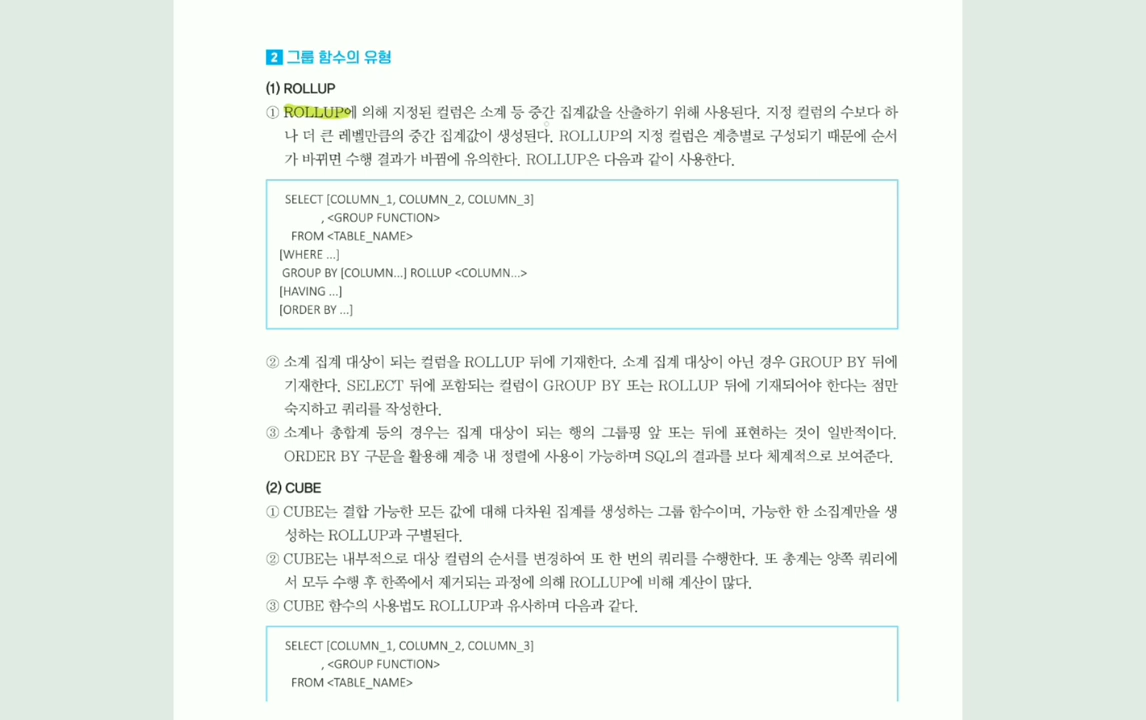 2 그룹 함수의 유형
(1) ROLLUP
① ROLLUP에 의해 지정된 컬럼은 소계 등 중간 집계값을 산출하기 위해 사용된다. 지정 컬럼의 수보다 하
나 더 큰 레벨만큼의 중간 집계값이 생성된다. ROLLUP의 지정 컬럼은 계층별로 구성되기 때문에 순서
가 바뀌면 수행 결과가 바뀜에 유의한다. ROLLUP은 다음과 같이 사용한다.
SELECT [COLUMN_1, COLUMN_2, COLUMN_3]
, <GROUP FUNCTION>
FROM <TABLE_NAME>
[WHERE ...]
GROUP BY [COLUMN...] ROLLUP <COLUMN...>
[HAVING ...]
[ORDER BY ...]
② 소계 집계 대상이 되는 컬럼을 ROLLUP 뒤에 기재한다. 소계 집계 대상이 아닌 경우 GROUP BY 뒤에
기재한다. SELECT 뒤에 포함되는 컬럼이 GROUP BY 또는 ROLLUP 뒤에 기재되어야 한다는 점만
숙지하고 쿼리를 작성한다.
③ 소계나 총합계 등의 경우는 집계 대상이 되는 행의 그룹핑 앞 또는 뒤에 표현하는 것이 일반적이다.
ORDER BY 구문을 활용해 계층 내 정렬에 사용이 가능하며 SQL의 결과를 보다 체계적으로 보여준다.
(2) CUBE
① CUBE는 결합 가능한 모든 값에 대해 다차원 집계를 생성하는 그룹 함수이며, 가능한 한 소집계만을 생
성하는 ROLLUP과 구별된다.
② CUBE는 내부적으로 대상 컬럼의 순서를 변경하여 또 한 번의 쿼리를 수행한다. 또 총계는 양쪽 쿼리에
서 모두 수행 후 한쪽에서 제거되는 과정에 의해 ROLLUP에 비해 계산이 많다.
③ CUBE 함수의 사용법도 ROLLUP과 유사하며 다음과 같다.
SELECT [COLUMN_1, COLUMN_2, COLUMN_3]
, <GROUP FUNCTION>
FROM <TABLE_NAME>